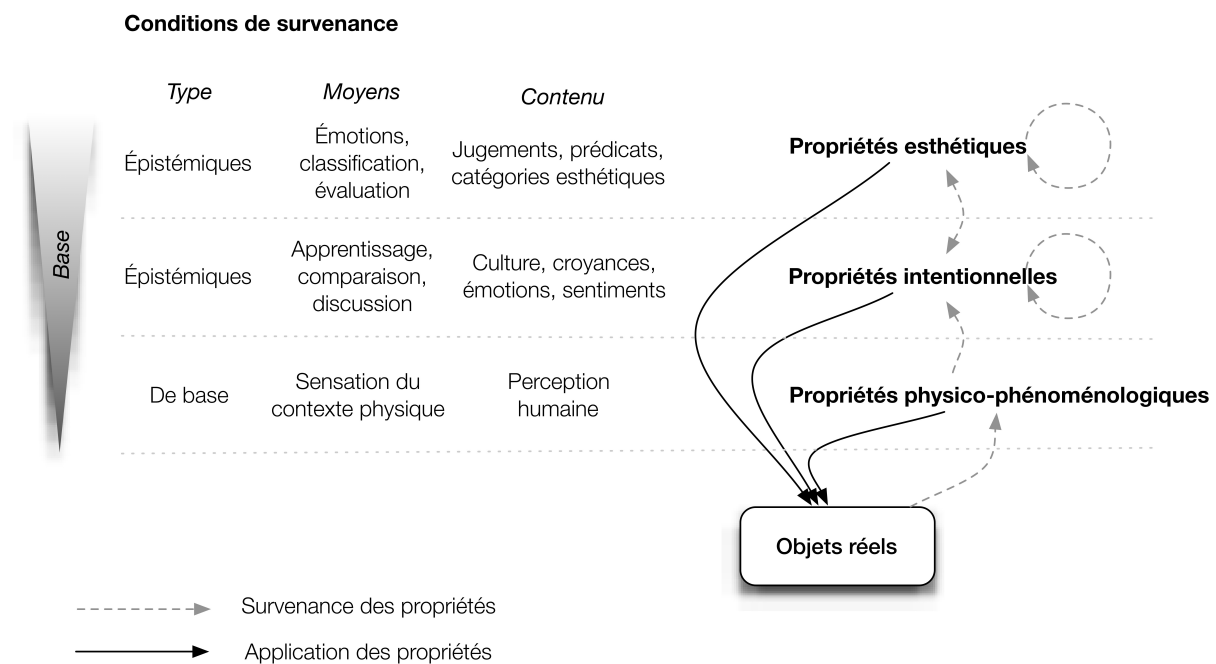 Conditions de survenance
Type
Moyens
Contenu
Épistémiques
Émotions,
classification,
évaluation
Jugements, prédicats,
catégories esthétiques
Propriétés esthétiques
Base
Épistémiques
Apprentissage,
comparaison,
discussion
Culture, croyances,
émotions, sentiments
Propriétés intentionnelles
De base
Sensation du
contexte physique
Perception
humaine
Propriétés physico-phénoménologiques
Objets réels
Survenance des propriétés
Application des propriétés